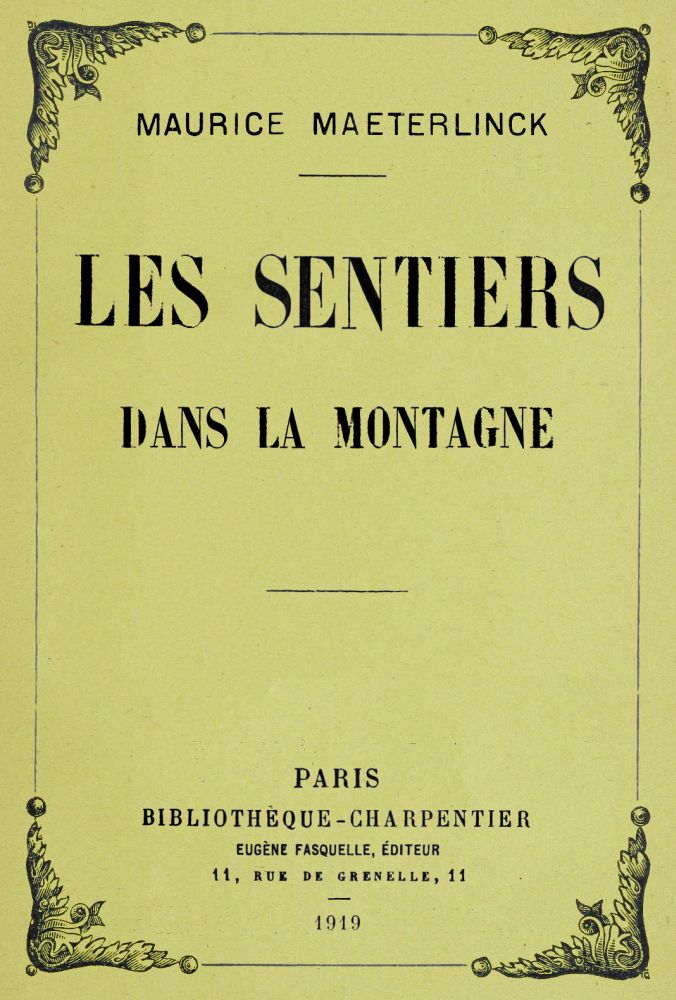 MAURICE MAETERLINCK
LES SENTIERS
DANS LA MONTAGNE
PARIS
BIBLIOTHÈQUE-CHARPENTIER
EUGÈNE FASQUELLE, ÉDITEUR
11, RUE DE GRENELLE, 11
1919